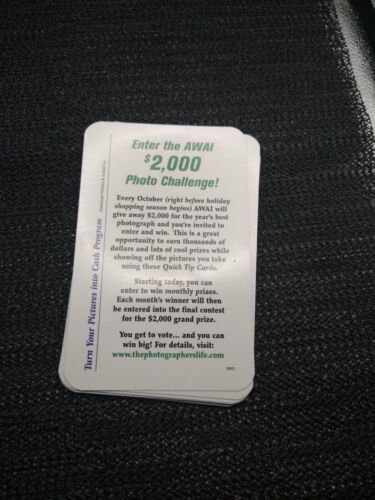 Enter the AWAI
$2,000
Photo Challenge!
Every October (right before holiday
shopping season begins) AWAI will
give away $2,000 for the year's best
photograph and you're invited to
enter and win. This is a great
opportunity to earn thousands of
dollars and lots of cool prizes while
showing off the pictures you take
using these Quick Tip Cards.
Starting today, you can
enter to win monthly prizes.
Each month's winner will then
be entered into the final contest
for the $2,000 grand prize.
You get to vote... and you can
win big! For details, visit:
www.thephotographerslife.com
Turn Your Pictures into Cash Program